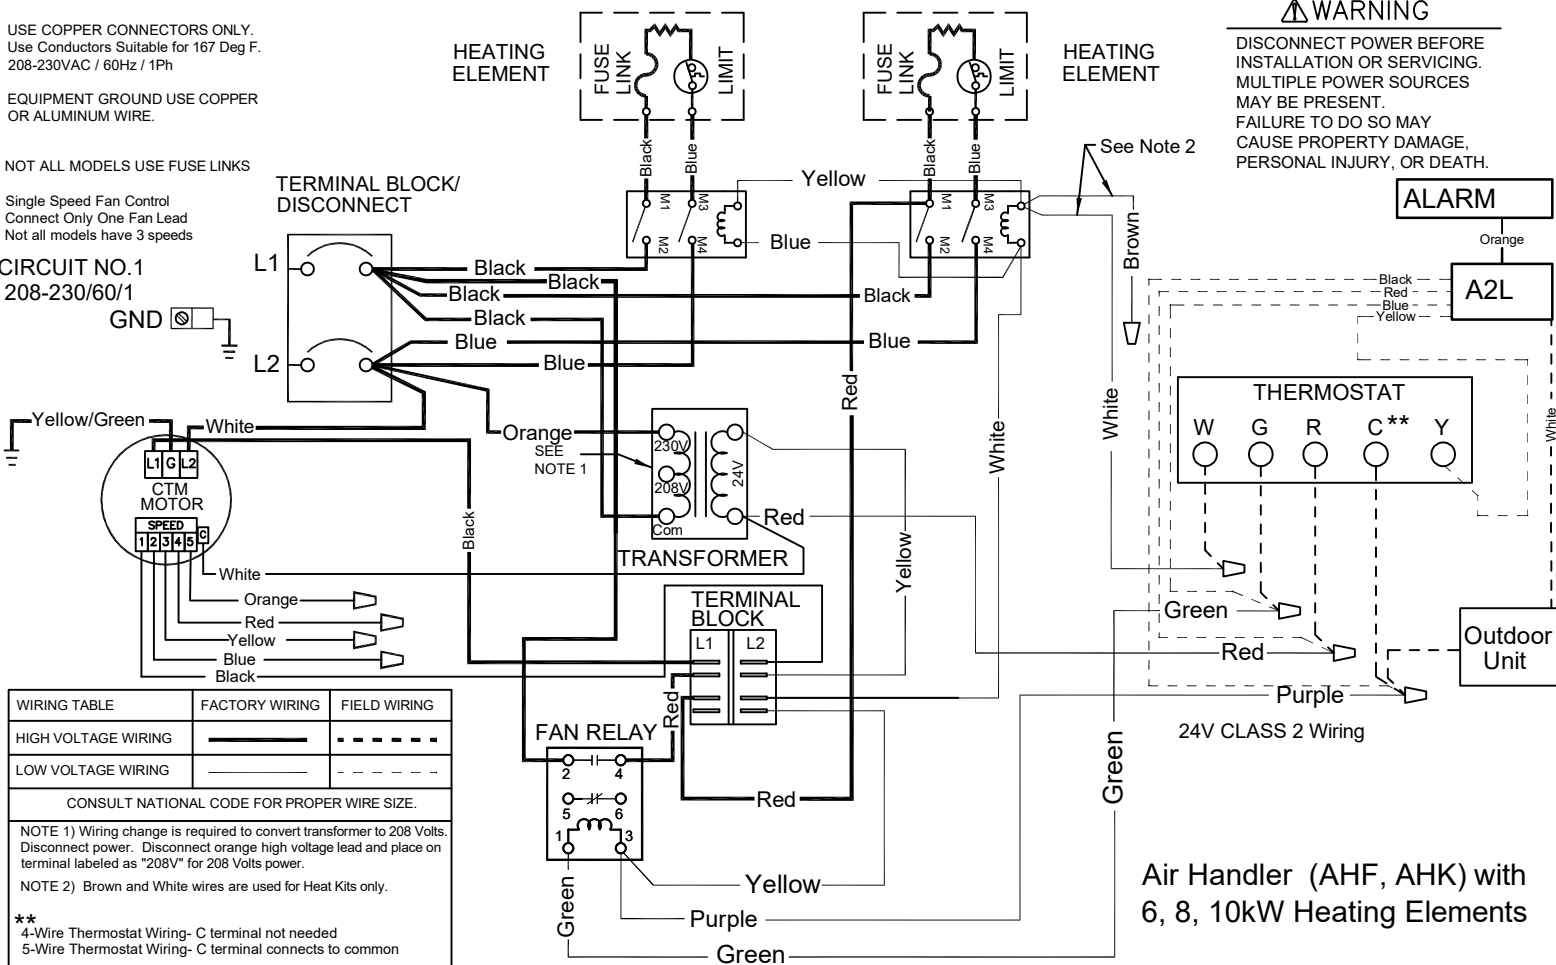 USE COPPER CONNECTORS ONLY.
Use Conductors Suitable for 167 Deg F.
208-230VAC / 60Hz / 1Ph
EQUIPMENT GROUND USE COPPER
OR ALUMINUM WIRE.
NOT ALL MODELS USE FUSE LINKS
Single Speed Fan Control
Connect Only One Fan Lead
Not all models have 3 speeds
CIRCUIT NO.1
208-230/60/1
GND
TERMINAL BLOCK/
DISCONNECT
L1
L2
HEATING
ELEMENT
FUSE
LINK
LIMIT
Black
Blue
M1
M3
M2
M4
FUSE
LINK
LIMIT
HEATING
ELEMENT
Black
Blue
M1
M3
M2
M4
Yellow
Blue
See Note 2
Brown
White
⚠ WARNING
DISCONNECT POWER BEFORE
INSTALLATION OR SERVICING.
MULTIPLE POWER SOURCES
MAY BE PRESENT.
FAILURE TO DO SO MAY
CAUSE PROPERTY DAMAGE,
PERSONAL INJURY, OR DEATH.
ALARM
Orange
A2L
Black
Red
Blue
Yellow
White
THERMOSTAT
W G R C** Y
Black
Black
Black
Black
Black
Blue
Blue
Blue
Red
White
Yellow/Green
White
L1 G L2
CTM
MOTOR
SPEED
1 2 3 4 5 C
White
Orange
Red
Yellow
Blue
Black
Black
Orange
SEE
NOTE 1
230V
208V
Com
24V
TRANSFORMER
Red
Yellow
TERMINAL
BLOCK
L1 L2
Red
FAN RELAY
2 4
5 6
1 3
Red
Green
Yellow
Purple
Green
Green
Green
Red
Purple
Outdoor
Unit
24V CLASS 2 Wiring
WIRING TABLE FACTORY WIRING FIELD WIRING
HIGH VOLTAGE WIRING
LOW VOLTAGE WIRING
CONSULT NATIONAL CODE FOR PROPER WIRE SIZE.
NOTE 1) Wiring change is required to convert transformer to 208 Volts.
Disconnect power. Disconnect orange high voltage lead and place on
terminal labeled as "208V" for 208 Volts power.
NOTE 2) Brown and White wires are used for Heat Kits only.
**
4-Wire Thermostat Wiring- C terminal not needed
5-Wire Thermostat Wiring- C terminal connects to common
Air Handler (AHF, AHK) with
6, 8, 10kW Heating Elements